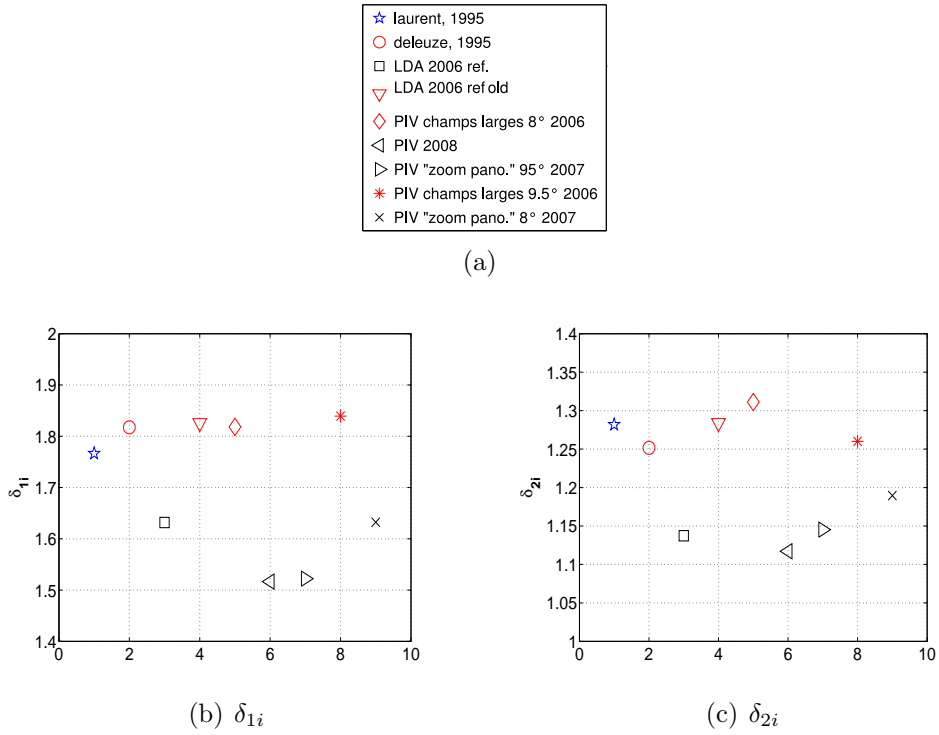 laurent, 1995
deleuze, 1995
LDA 2006 ref.
LDA 2006 ref old
PIV champs larges 8° 2006
PIV 2008
PIV "zoom pano." 95° 2007
PIV champs larges 9.5° 2006
PIV "zoom pano." 8° 2007
(a)
2
1.9
1.8
1.7
1.6
1.5
1.4
δ1i
0 2 4 6 8 10
(b) δ1i
1.4
1.35
1.3
1.25
1.2
1.15
1.1
1.05
1
δ2i
0 2 4 6 8 10
(c) δ2i